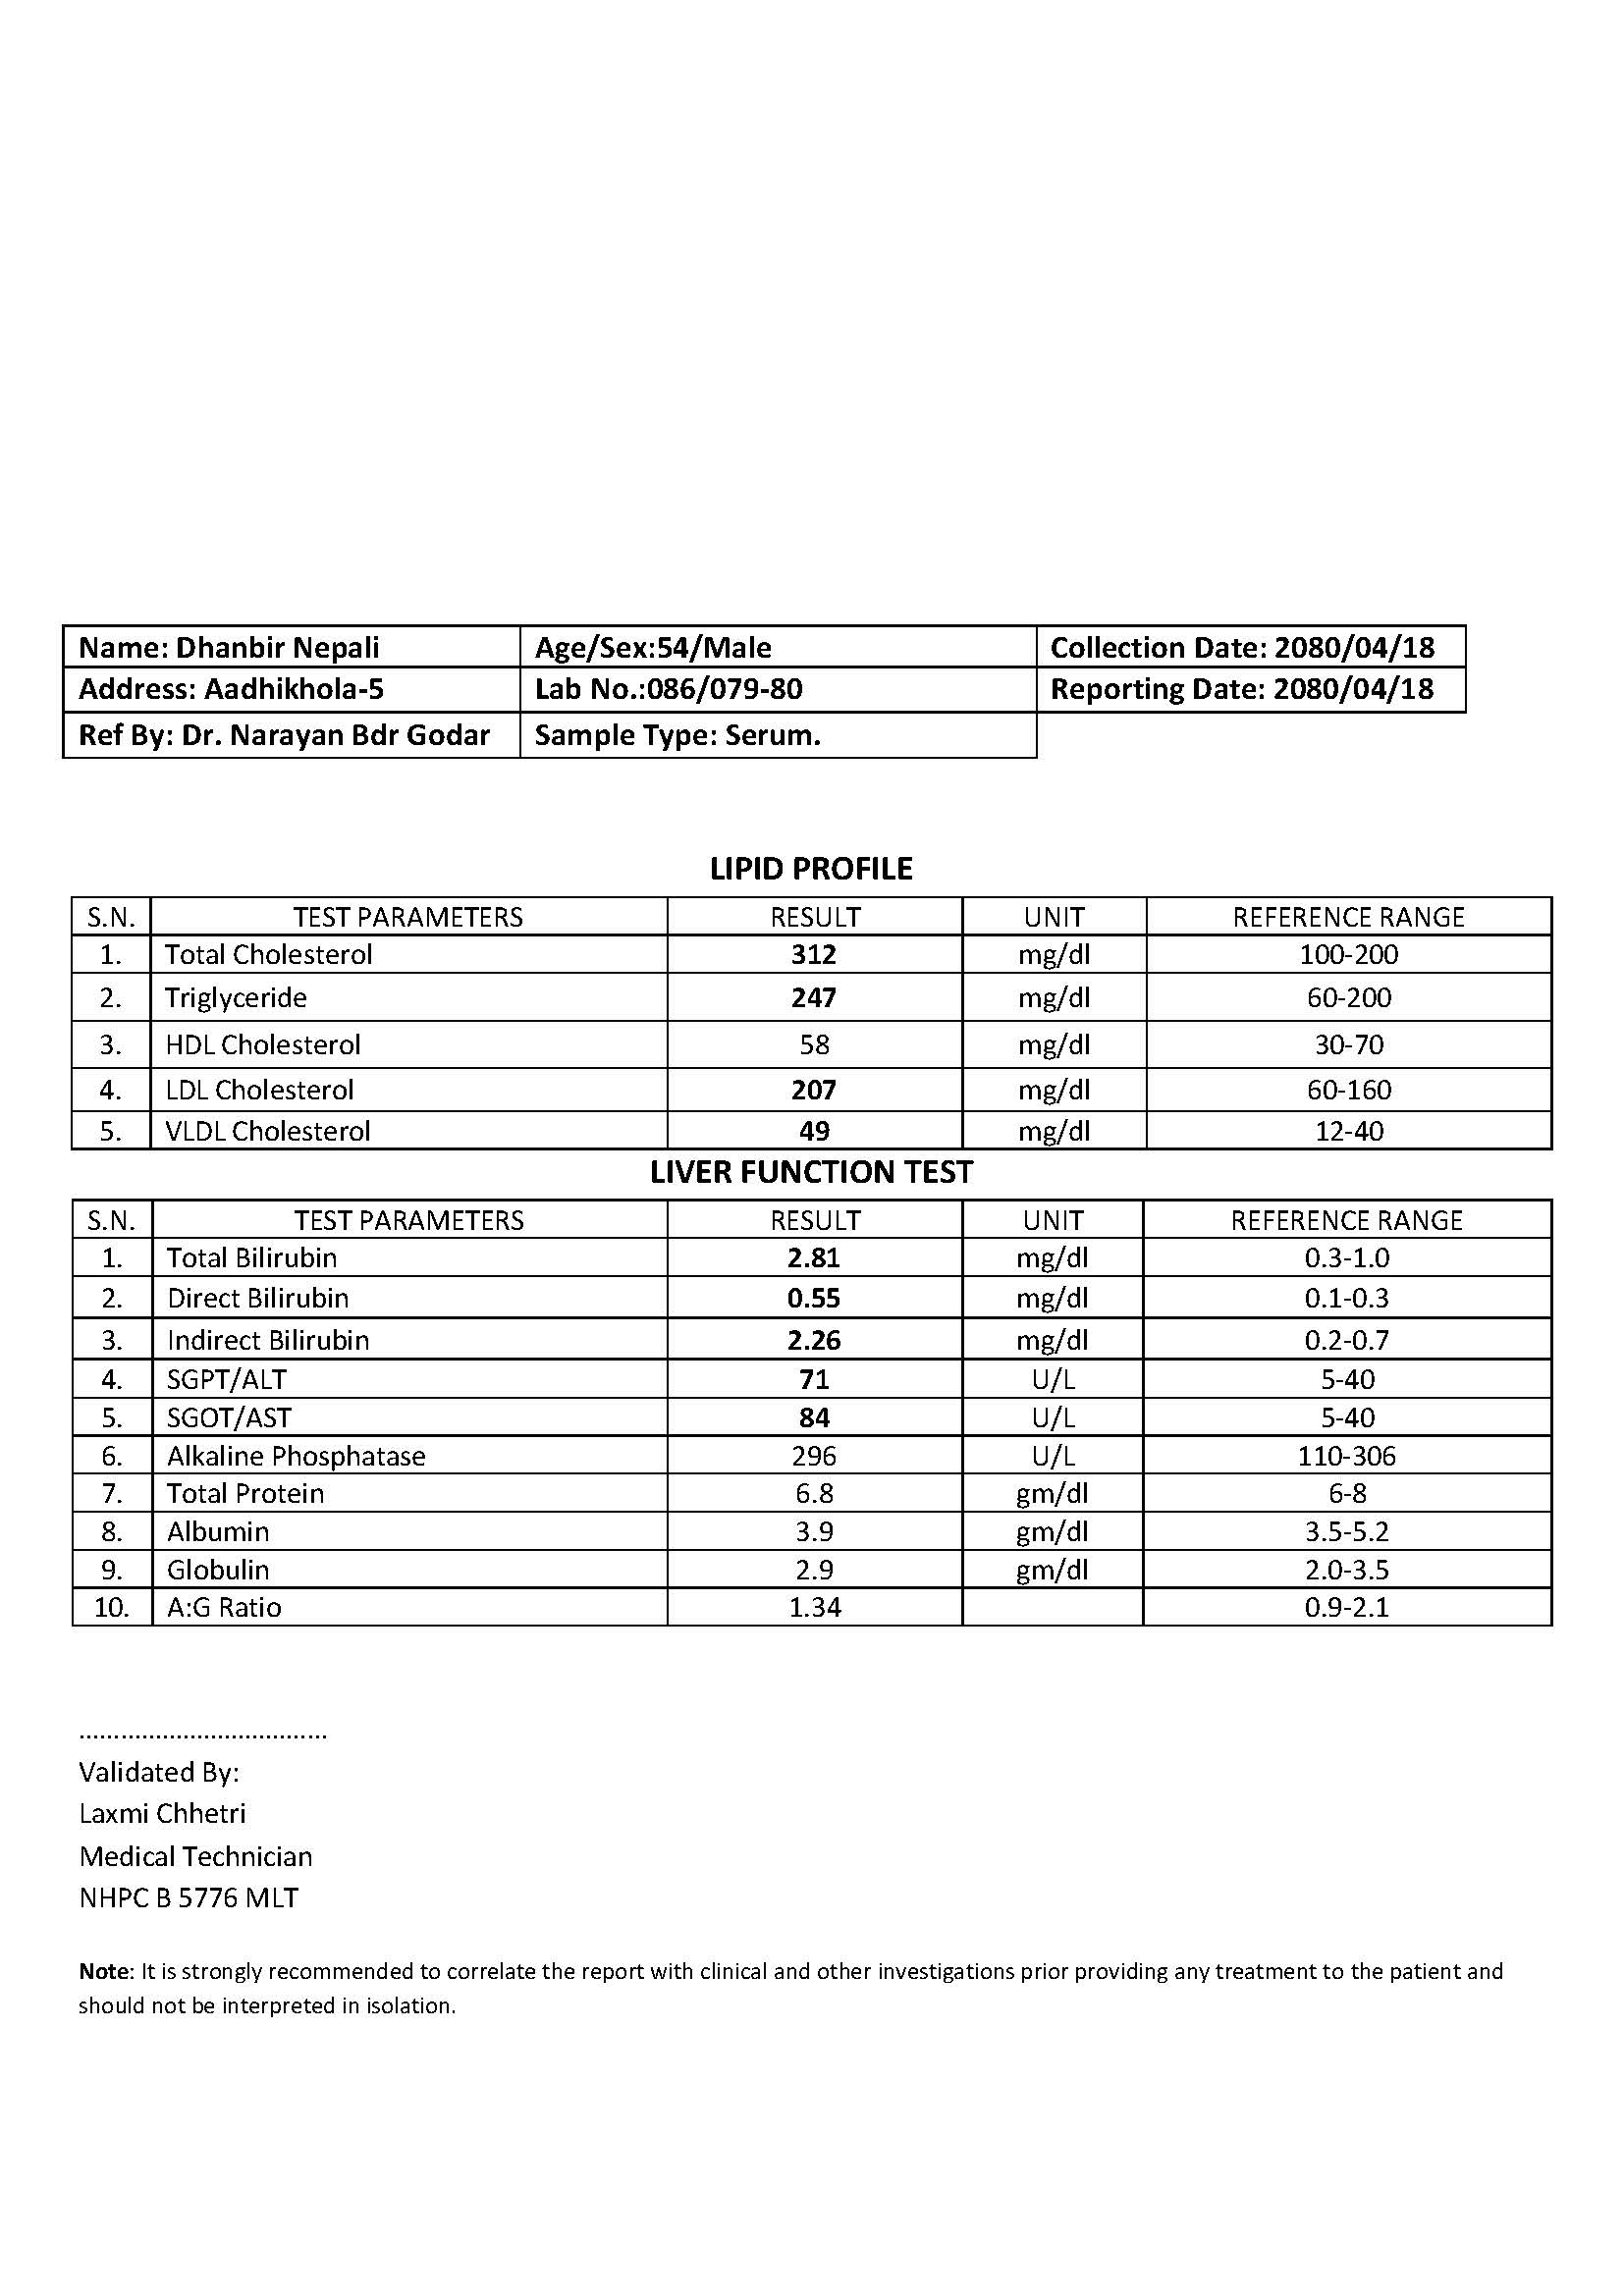 Name: Dhanbir Nepali Age/Sex:54/Male Collection Date: 2080/04/18
Address: Aadhikhola-5 Lab No.:086/079-80 Reporting Date: 2080/04/18
Ref By: Dr. Narayan Bdr Godar Sample Type: Serum.
LIPID PROFILE
S.N. TEST PARAMETERS RESULT UNIT REFERENCE RANGE
1. Total Cholesterol 312 mg/dl 100-200
2. Triglyceride 247 mg/dl 60-200
3. HDL Cholesterol 58 mg/dl 30-70
4. LDL Cholesterol 207 mg/dl 60-160
5. VLDL Cholesterol 49 mg/dl 12-40
LIVER FUNCTION TEST
S.N. TEST PARAMETERS RESULT UNIT REFERENCE RANGE
1. Total Bilirubin 2.81 mg/dl 0.3-1.0
2. Direct Bilirubin 0.55 mg/dl 0.1-0.3
3. Indirect Bilirubin 2.26 mg/dl 0.2-0.7
4. SGPT/ALT 71 U/L 5-40
5. SGOT/AST 84 U/L 5-40
6. Alkaline Phosphatase 296 U/L 110-306
7. Total Protein 6.8 gm/dl 6-8
8. Albumin 3.9 gm/dl 3.5-5.2
9. Globulin 2.9 gm/dl 2.0-3.5
10. A:G Ratio 1.34 0.9-2.1
....................................
Validated By:
Laxmi Chhetri
Medical Technician
NHPC B 5776 MLT
Note: It is strongly recommended to correlate the report with clinical and other investigations prior providing any treatment to the patient and
should not be interpreted in isolation.